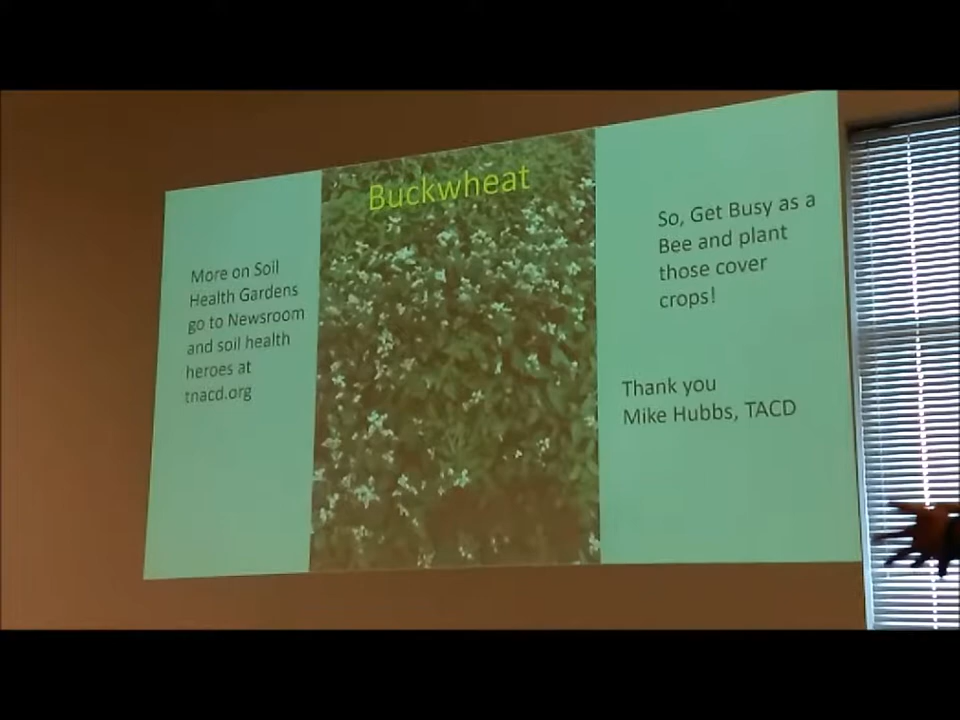 Buckwheat
More on Soil
Health Gardens
go to Newsroom
and soil health
heroes at
tnacd.org
So, Get Busy as a
Bee and plant
those cover
crops!
Thank you
Mike Hubbs, TACD